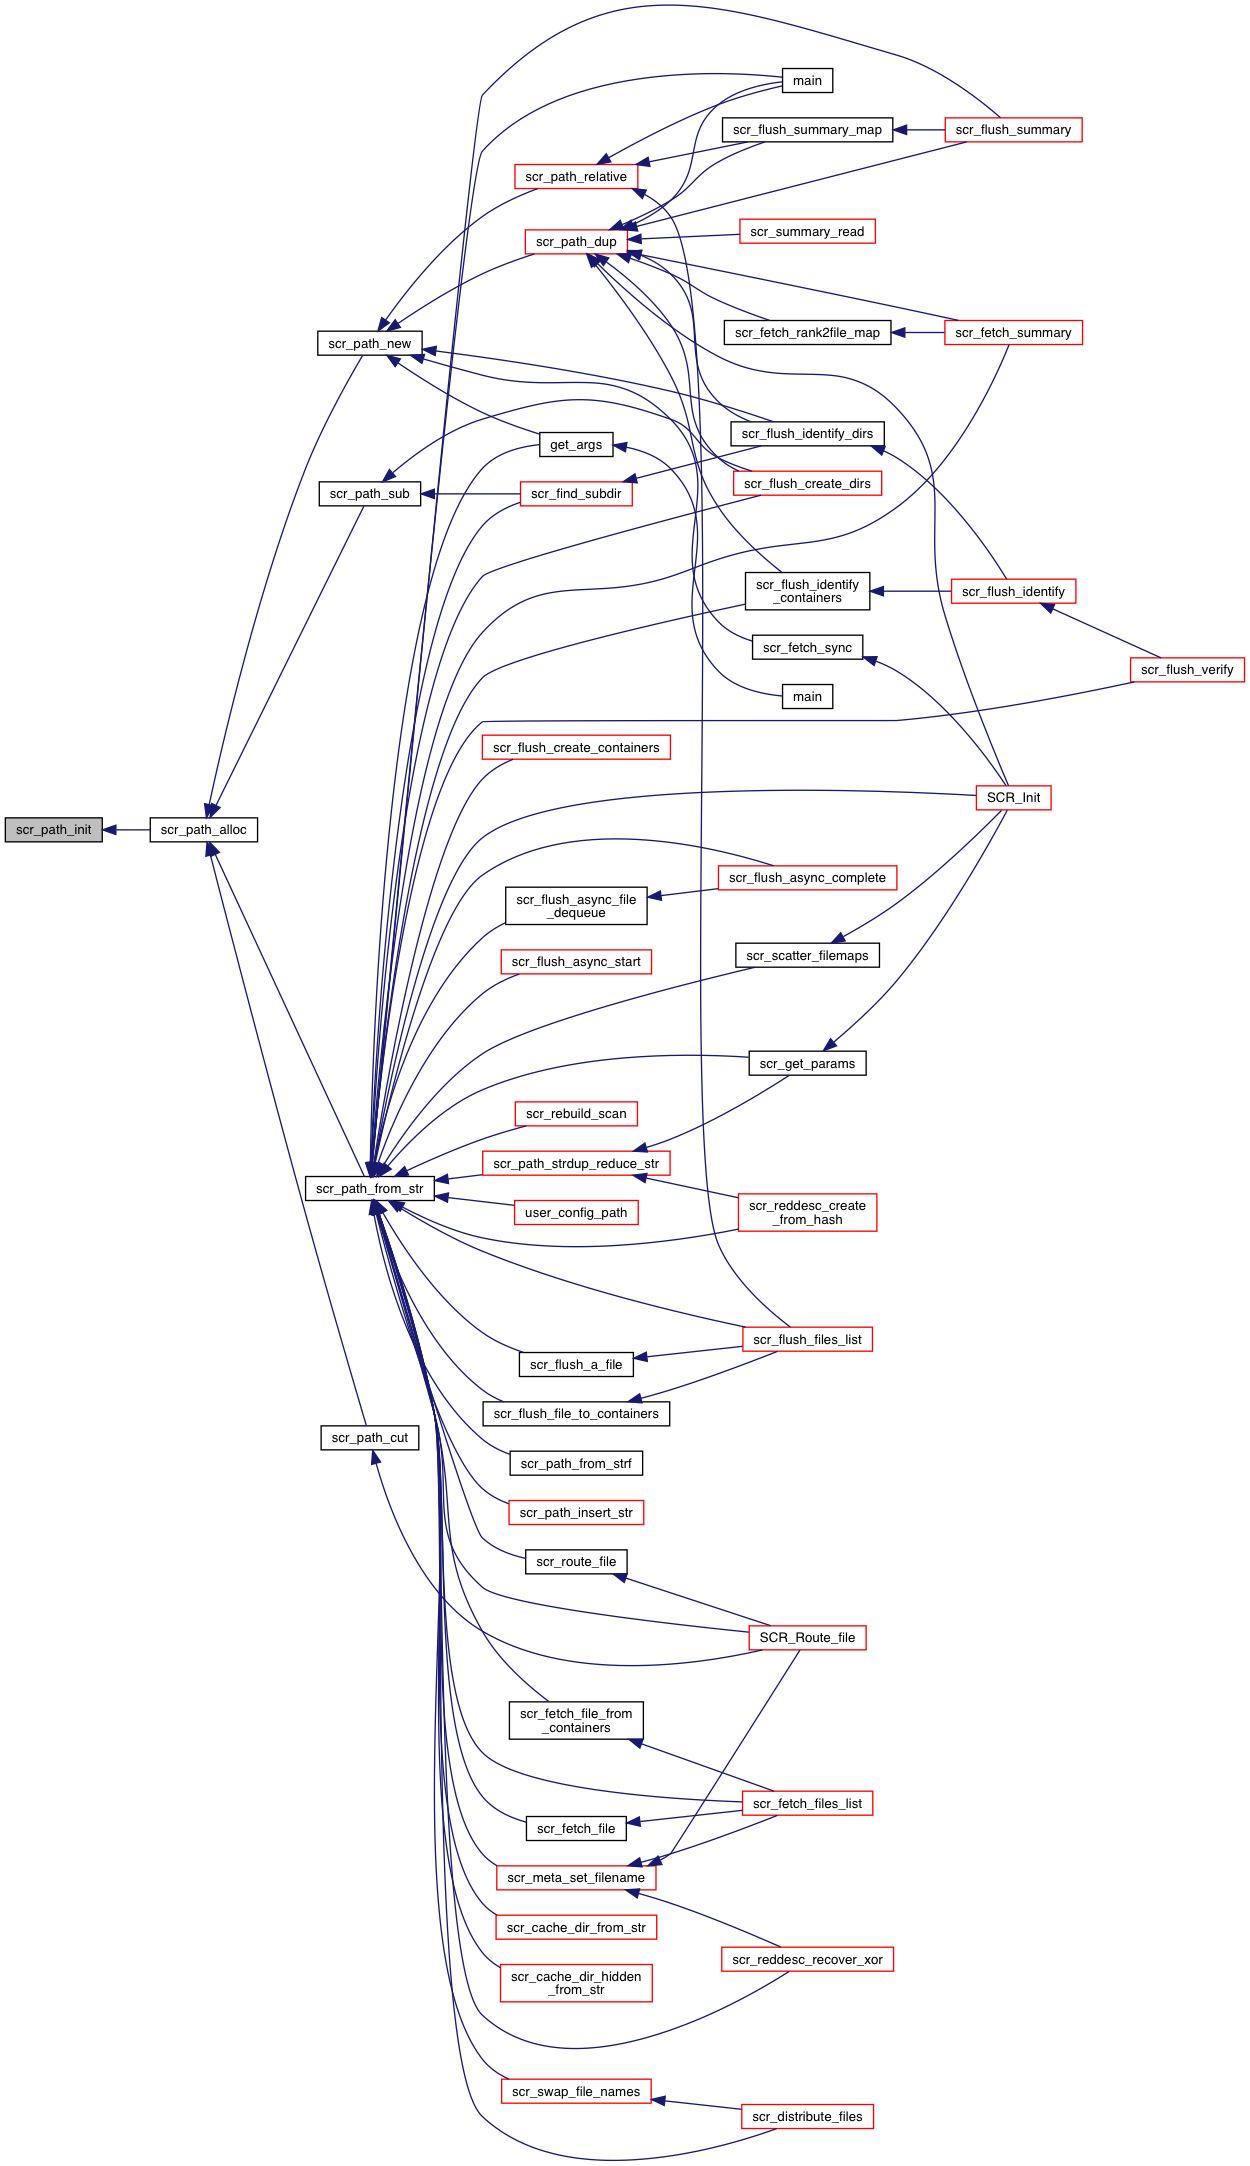 main
scr_flush_summary_map
scr_flush_summary
scr_path_relative
scr_path_dup
scr_summary_read
scr_path_new
scr_fetch_rank2file_map
scr_fetch_summary
get_args
scr_flush_identify_dirs
scr_path_sub
scr_find_subdir
scr_flush_create_dirs
scr_flush_identify
_containers
scr_flush_identify
scr_fetch_sync
scr_flush_verify
main
scr_flush_create_containers
SCR_Init
scr_path_init
scr_path_alloc
scr_flush_async_complete
scr_flush_async_file
_dequeue
scr_flush_async_start
scr_scatter_filemaps
scr_get_params
scr_rebuild_scan
scr_path_strdup_reduce_str
scr_path_from_str
user_config_path
scr_reddesc_create
_from_hash
scr_flush_files_list
scr_flush_a_file
scr_flush_file_to_containers
scr_path_cut
scr_path_from_strf
scr_path_insert_str
scr_route_file
SCR_Route_file
scr_fetch_file_from
_containers
scr_fetch_files_list
scr_fetch_file
scr_meta_set_filename
scr_cache_dir_from_str
scr_reddesc_recover_xor
scr_cache_dir_hidden
_from_str
scr_swap_file_names
scr_distribute_files